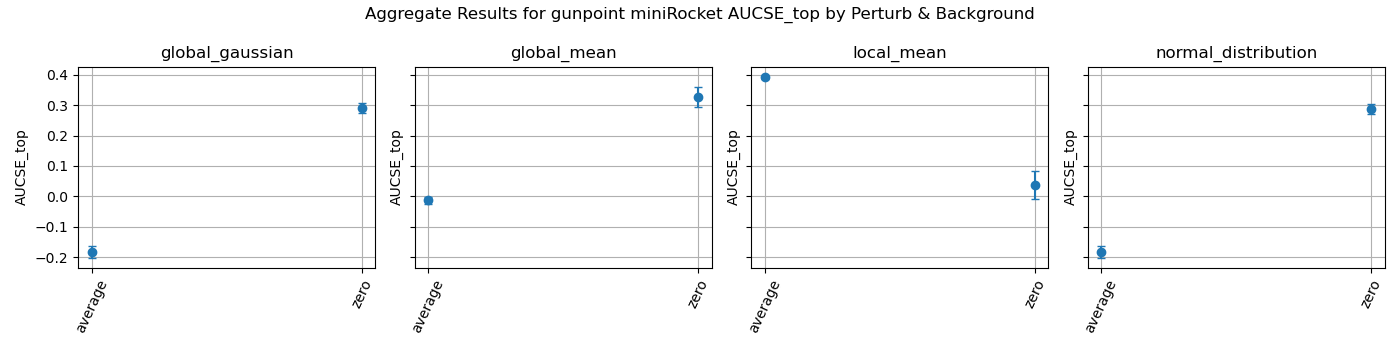 Aggregate Results for gunpoint miniRocket AUCSE_top by Perturb & Background
global_gaussian
global_mean
local_mean
normal_distribution
AUCSE_top
0.4
0.3
0.2
0.1
0.0
−0.1
−0.2
average
zero
AUCSE_top
average
zero
AUCSE_top
average
zero
AUCSE_top
average
zero